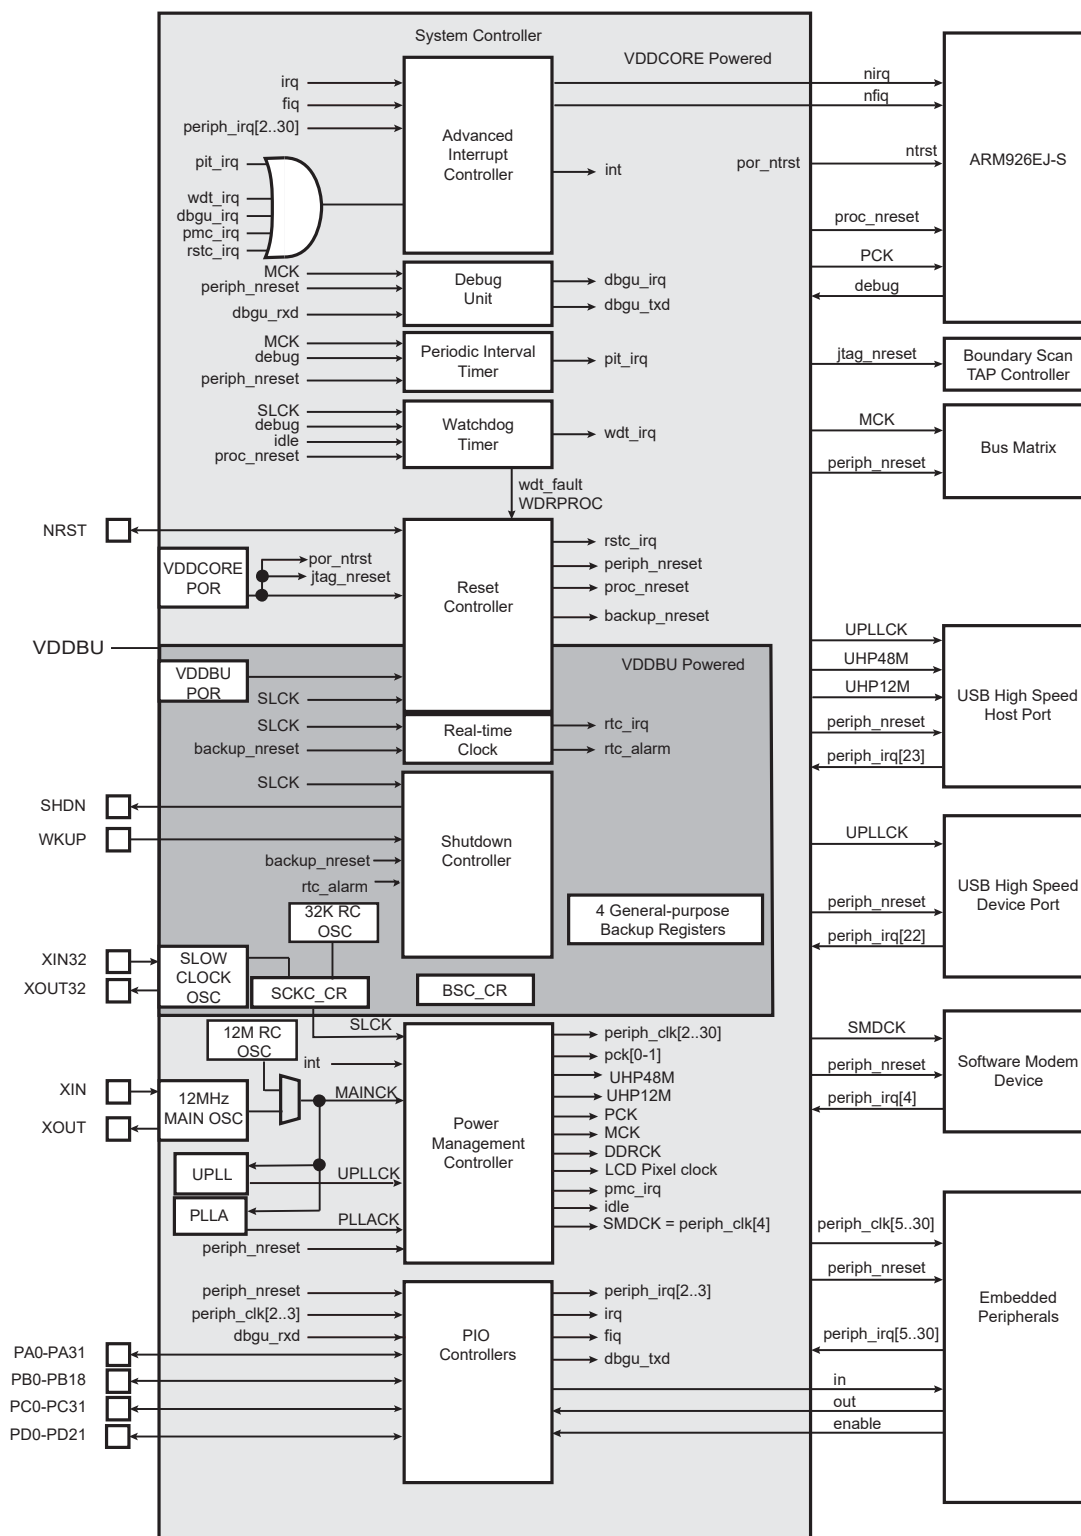 System Controller
VDDCORE Powered
irq
fiq
periph_irq[2..30]
pit_irq
wdt_irq
dbgu_irq
pmc_irq
rstc_irq
Advanced
Interrupt
Controller
int
nirq
nfiq
por_ntrst
ntrst
proc_nreset
PCK
debug
ARM926EJ-S
MCK
periph_nreset
dbgu_rxd
Debug
Unit
dbgu_irq
dbgu_txd
MCK
debug
periph_nreset
Periodic Interval
Timer
pit_irq
jtag_nreset
Boundary Scan
TAP Controller
SLCK
debug
idle
proc_nreset
Watchdog
Timer
wdt_irq
MCK
periph_nreset
Bus Matrix
wdt_fault
WDRPROC
NRST
VDDCORE
POR
por_ntrst
jtag_nreset
Reset
Controller
rstc_irq
periph_nreset
proc_nreset
backup_nreset
VDDBU
VDDBU Powered
VDDBU
POR
SLCK
UPLLCK
UHP48M
UHP12M
periph_nreset
periph_irq[23]
USB High Speed
Host Port
SLCK
backup_nreset
Real-time
Clock
rtc_irq
rtc_alarm
SLCK
SHDN
WKUP
backup_nreset
rtc_alarm
Shutdown
Controller
UPLLCK
periph_nreset
periph_irq[22]
USB High Speed
Device Port
32K RC
OSC
4 General-purpose
Backup Registers
XIN32
XOUT32
SLOW
CLOCK
OSC
SCKC_CR
BSC_CR
SLCK
12M RC
OSC
int
XIN
XOUT
12MHz
MAIN OSC
MAINCK
UPLL
UPLLCK
PLLA
PLLACK
periph_nreset
Power
Management
Controller
periph_clk[2..30]
pck[0-1]
UHP48M
UHP12M
PCK
MCK
DDRCK
LCD Pixel clock
pmc_irq
idle
SMDCK = periph_clk[4]
SMDCK
periph_nreset
periph_irq[4]
Software Modem
Device
periph_nreset
periph_clk[2..3]
dbgu_rxd
PA0-PA31
PB0-PB18
PC0-PC31
PD0-PD21
PIO
Controllers
periph_irq[2..3]
irq
fiq
dbgu_txd
periph_clk[5..30]
periph_nreset
periph_irq[5..30]
in
out
enable
Embedded
Peripherals